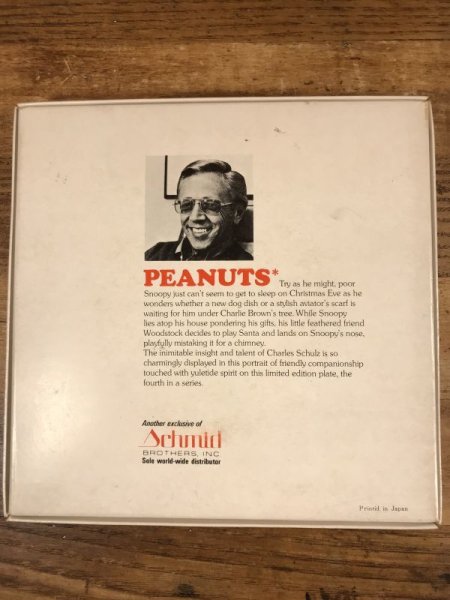 PEANUTS* Try as he might, poor
Snoopy just can't seem to get to sleep on Christmas Eve as he
wonders whether a new dog dish or a stylish aviator's scarf is
waiting for him under Charlie Brown's tree. While Snoopy
lies atop his house pondering his gifts, his little feathered friend
Woodstock decides to play Santa and lands on Snoopy's nose,
playfully mistaking it for a chimney.
The inimitable insight and talent of Charles Schulz is so
charmingly displayed in this portrait of friendly companionship
touched with yuletide spirit on this limited edition plate, the
fourth in a series.
Another exclusive of
Schmid
BROTHERS, INC.
Sole world-wide distributor
Printed in Japan